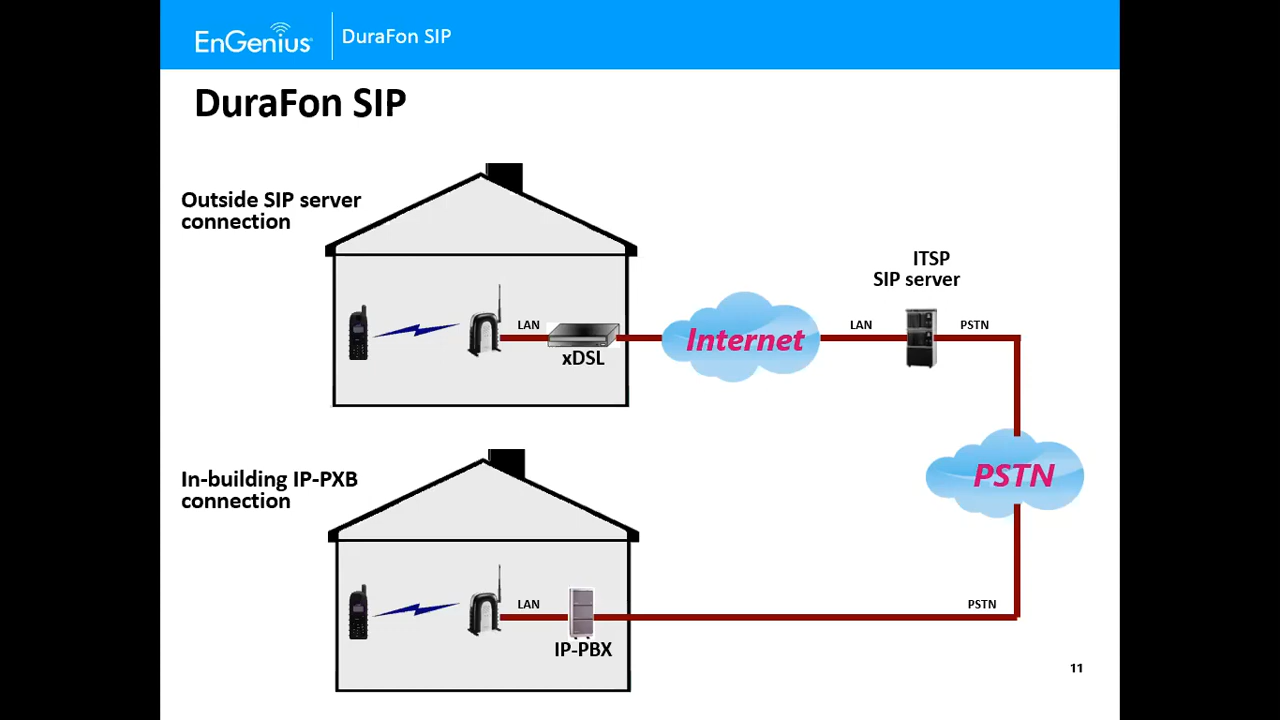 EnGenius
DuraFon SIP
DuraFon SIP
Outside SIP server
connection
ITSP
SIP server
LAN
xDSL
Internet
LAN
PSTN
PSTN
In-building IP-PXB
connection
LAN
IP-PBX
PSTN
11